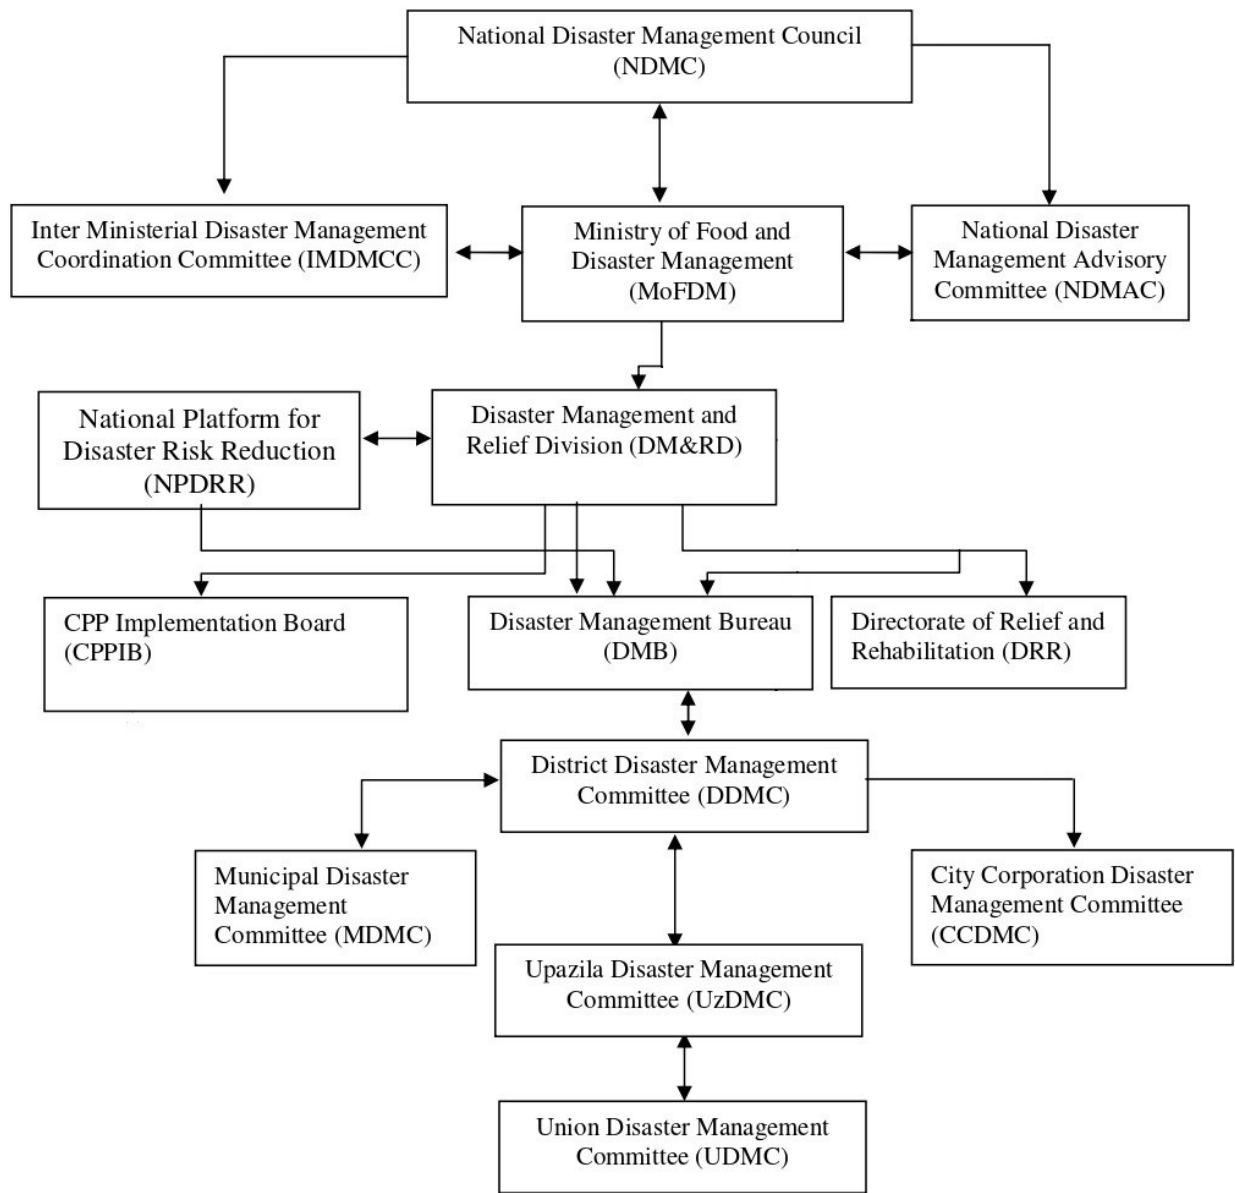 National Disaster Management Council
(NDMC)
Inter Ministerial Disaster Management
Coordination Committee (IMDMCC)
Ministry of Food and
Disaster Management
(MoFDM)
National Disaster
Management Advisory
Committee (NDMAC)
National Platform for
Disaster Risk Reduction
(NPDRR)
Disaster Management and
Relief Division (DM&RD)
CPP Implementation Board
(CPPIB)
Disaster Management Bureau
(DMB)
Directorate of Relief and
Rehabilitation (DRR)
District Disaster Management
Committee (DDMC)
Municipal Disaster
Management
Committee (MDMC)
City Corporation Disaster
Management Committee
(CCDMC)
Upazila Disaster Management
Committee (UzDMC)
Union Disaster Management
Committee (UDMC)